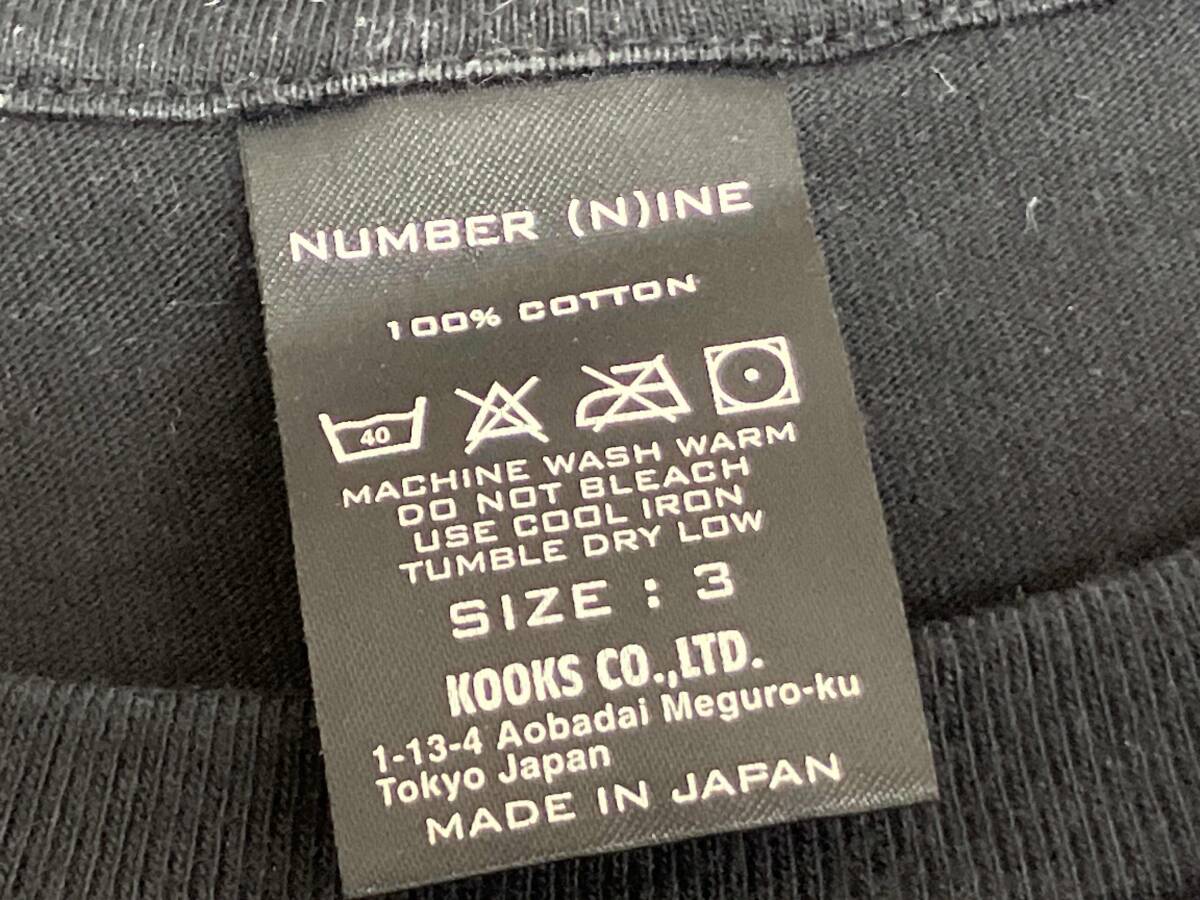 NUMBER (N)INE
100% COTTON
40
MACHINE WASH WARM
DO NOT BLEACH
USE COOL IRON
TUMBLE DRY LOW
SIZE : 3
KOOKS CO.,LTD.
1-13-4 Aobadai Meguro-ku
Tokyo Japan
MADE IN JAPAN